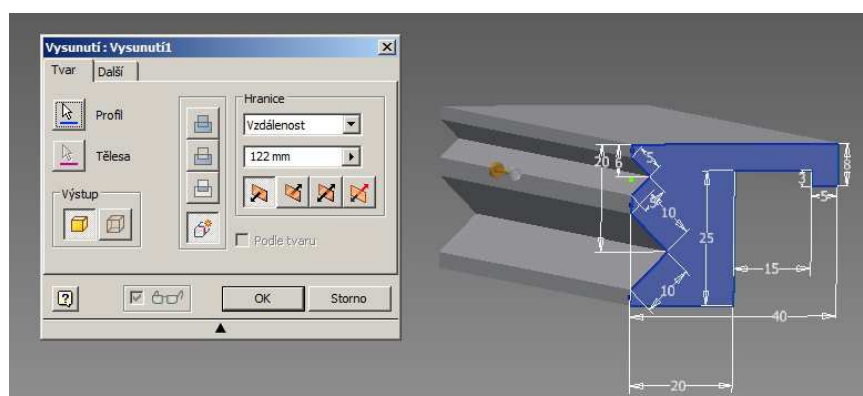 Vysunutí : Vysunutí1
Tvar
Další
Profil
Tělesa
Výstup
Hranice
Vzdálenost
122 mm
Podle tvaru
OK
Storno
20
6
5
5
10
10
25
3
8
5
15
40
20